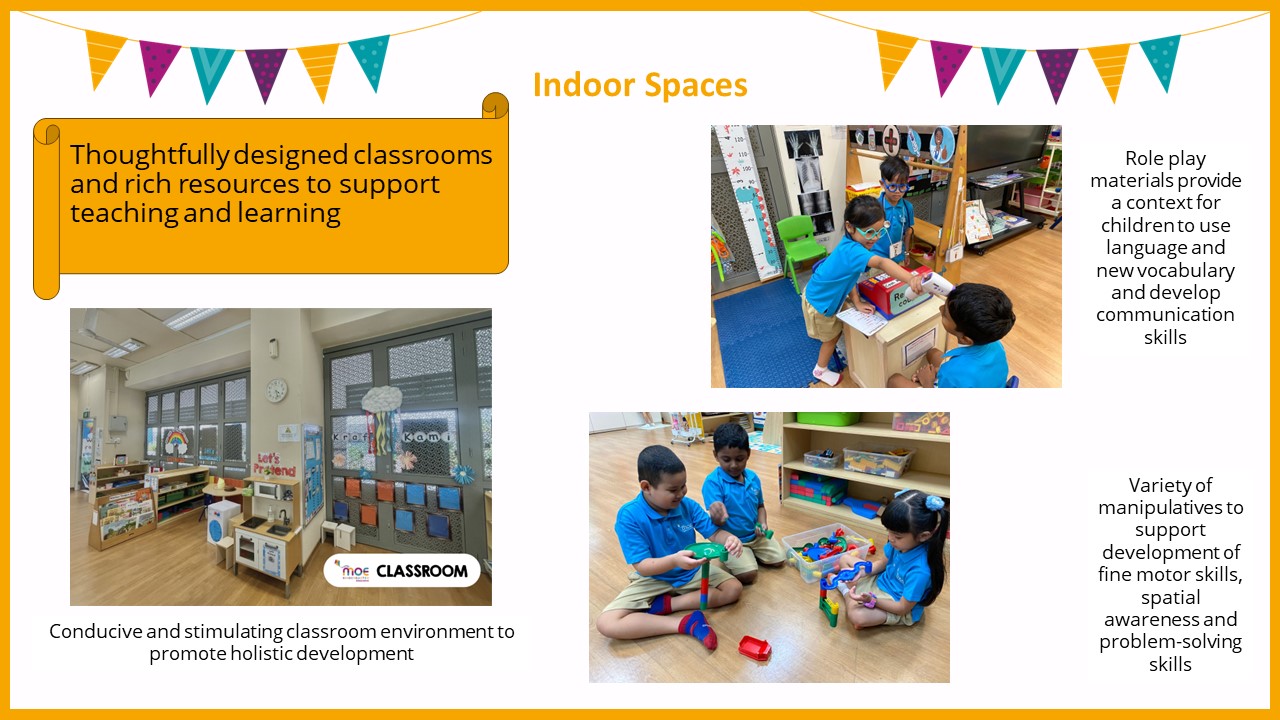 Indoor Spaces
Thoughtfully designed classrooms
and rich resources to support
teaching and learning
Role play
materials provide
a context for
children to use
language and
new vocabulary
and develop
communication
skills
Let's
Pretend
Kraf Kami
MOE
CLASSROOM
Conducive and stimulating classroom environment to
promote holistic development
Variety of
manipulatives to
support
development of
fine motor skills,
spatial
awareness and
problem-solving
skills